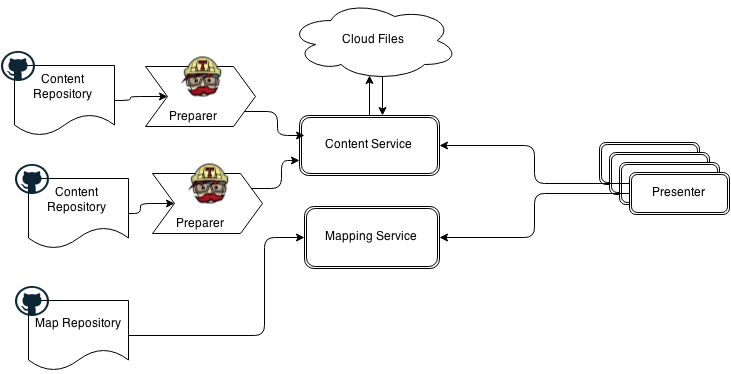 Cloud Files
Content
Repository
T
Preparer
Content Service
Content
Repository
T
Preparer
Presenter
Mapping Service
Map Repository